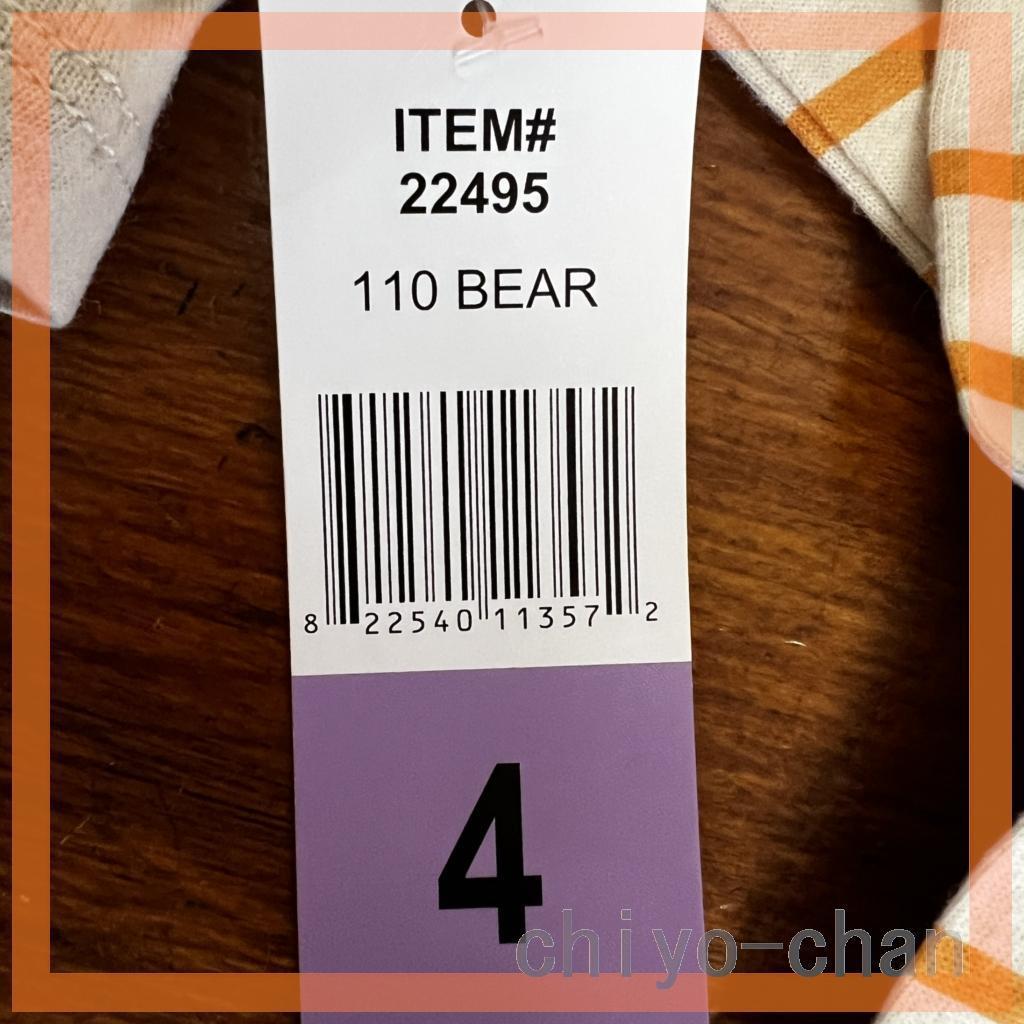 ITEM#
22495
110 BEAR
8 22540 11357 2
4
chiyo-chan